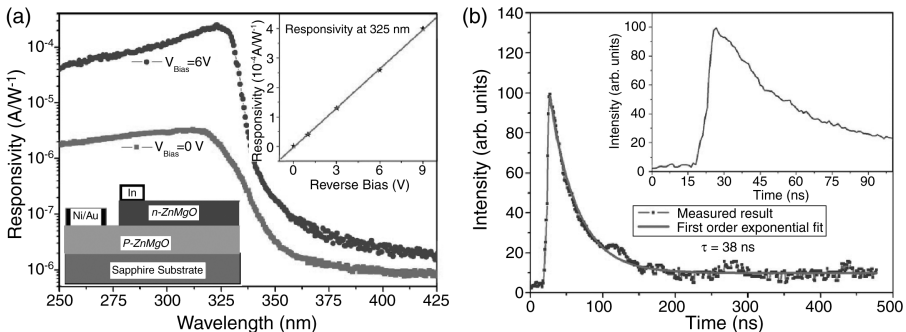 (a)
Responsivity (A/W⁻¹)
10⁻⁴
10⁻⁵
10⁻⁶
10⁻⁷
10⁻⁶
250 275 300 325 350 375 400 425
Wavelength (nm)
V Bias=6V
V Bias=0 V
Responsivity at 325 nm
Responsivity (10⁻⁴A/W⁻¹)
4
3
2
1
0
0 3 6 9
Reverse Bias (V)
In
Ni/Au
n-ZnMgO
P-ZnMgO
Sapphire Substrate
(b)
Intensity (arb. units)
140
120
100
80
60
40
20
0
0 100 200 300 400 500
Time (ns)
Intensity (arb. units)
100
80
60
40
20
0
0 15 30 45 60 75 90
Time (ns)
Measured result
First order exponential fit
τ = 38 ns